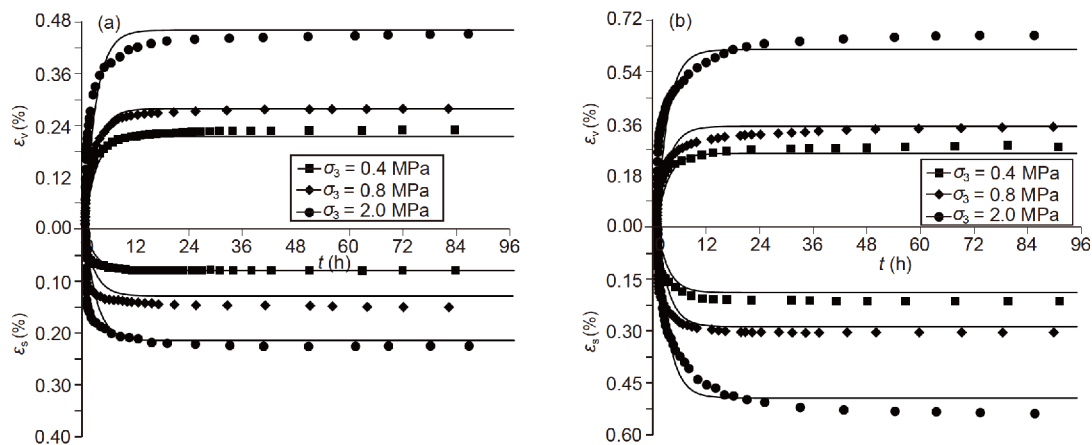 (a)
0.48
0.36
0.24
0.12
0.00
εv (%)
σ3 = 0.4 MPa
σ3 = 0.8 MPa
σ3 = 2.0 MPa
0 12 24 36 48 60 72 84 96
t (h)
0.10
0.20
0.30
0.40
εs (%)
(b)
0.72
0.54
0.36
0.18
0.00
εv (%)
σ3 = 0.4 MPa
σ3 = 0.8 MPa
σ3 = 2.0 MPa
0 12 24 36 48 60 72 84 96
t (h)
0.15
0.30
0.45
0.60
εs (%)